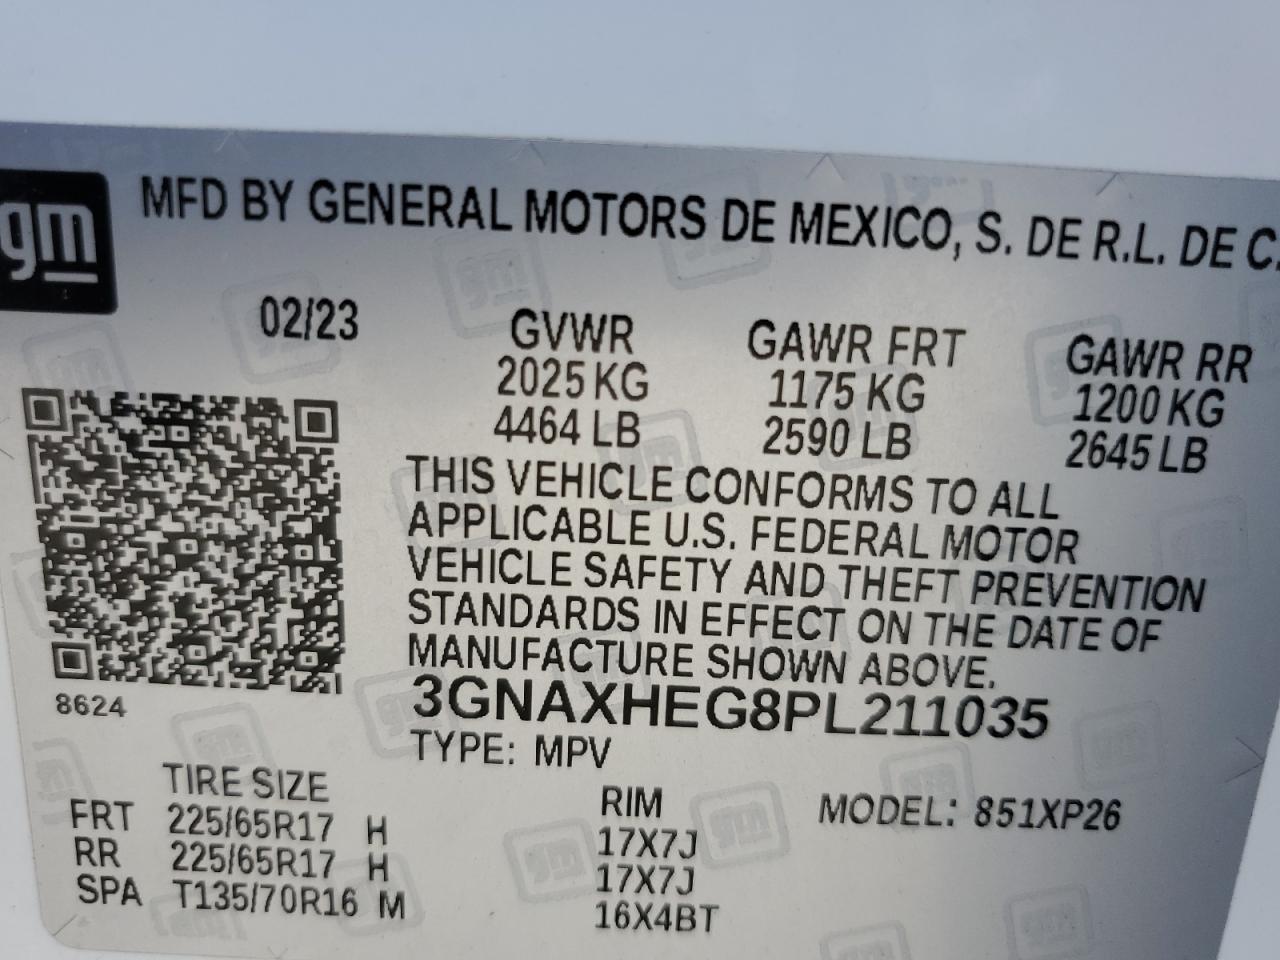 gm
MFD BY GENERAL MOTORS DE MEXICO, S. DE R.L. DE C.
02/23
GVWR GAWR FRT GAWR RR
2025 KG 1175 KG 1200 KG
4464 LB 2590 LB 2645 LB
THIS VEHICLE CONFORMS TO ALL
APPLICABLE U.S. FEDERAL MOTOR
VEHICLE SAFETY AND THEFT PREVENTION
STANDARDS IN EFFECT ON THE DATE OF
MANUFACTURE SHOWN ABOVE.
3GNAXHEG8PL211035
8624
TYPE: MPV
TIRE SIZE RIM MODEL: 851XP26
FRT 225/65R17 H 17X7J
RR 225/65R17 H 17X7J
SPA T135/70R16 M 16X4BT